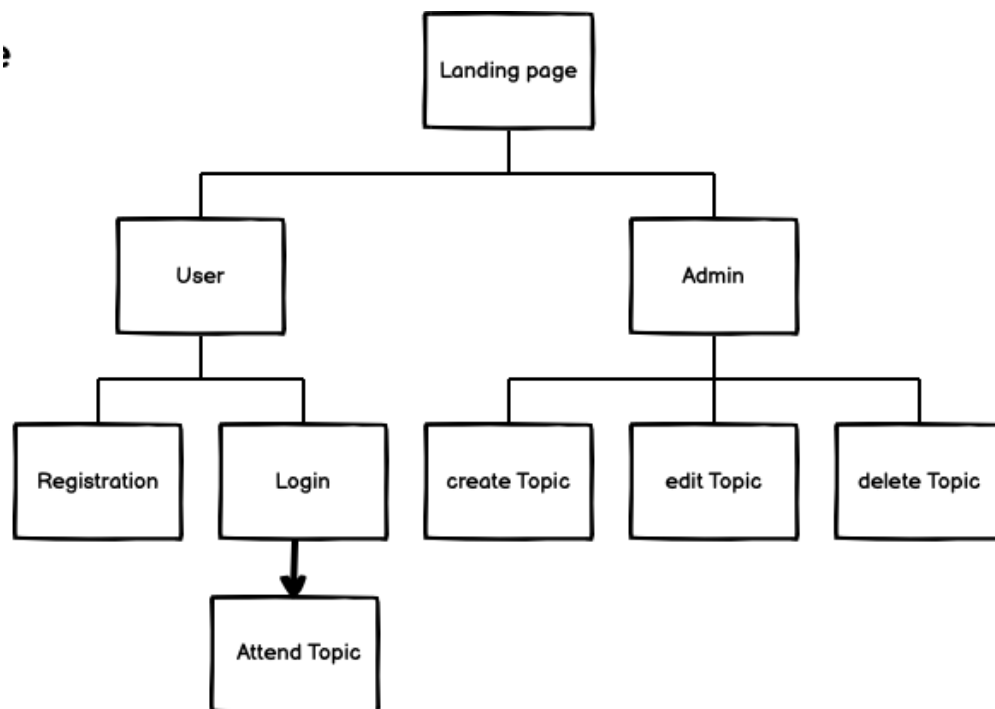 Landing page
User
Admin
Registration
Login
create Topic
edit Topic
delete Topic
Attend Topic